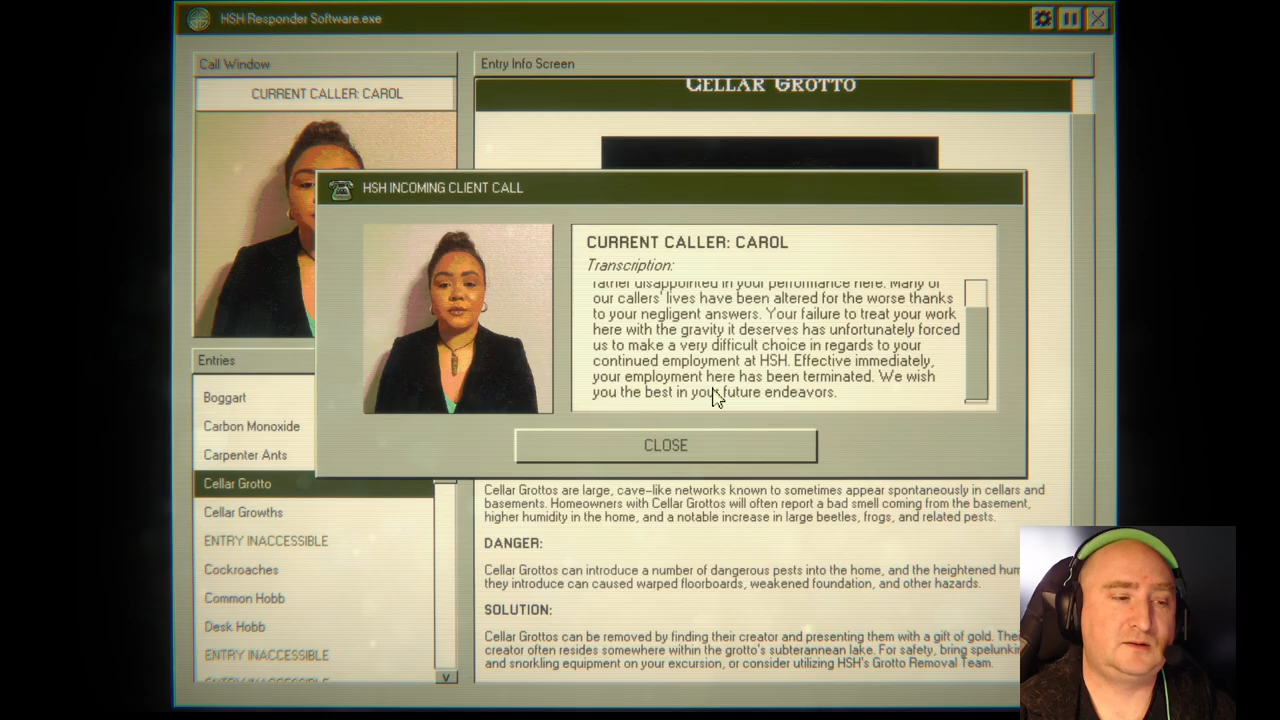 HSH Responder Software.exe
Call Window
Entry Info Screen
CURRENT CALLER: CAROL
CELLAR GROTTO
HSH INCOMING CLIENT CALL
CURRENT CALLER: CAROL
Transcription:
rather disappointed in your performance here. Many of
our callers' lives have been altered for the worse thanks
to your negligent answers. Your failure to treat your work
here with the gravity it deserves has unfortunately forced
us to make a very difficult choice in regards to your
continued employment at HSH. Effective immediately,
your employment here has been terminated. We wish
you the best in your future endeavors.
CLOSE
Entries
Boggart
Carbon Monoxide
Carpenter Ants
Cellar Grotto
Cellar Growths
ENTRY INACCESSIBLE
Cockroaches
Common Hobb
Desk Hobb
ENTRY INACCESSIBLE
ENTRY INACCESSIBLE
Cellar Grottos are large, cave-like networks known to sometimes appear spontaneously in cellars and
basements. Homeowners with Cellar Grottos will often report a bad smell coming from the basement,
higher humidity in the home, and a notable increase in large beetles, frogs, and related pests.
DANGER:
Cellar Grottos can introduce a number of dangerous pests into the home, and the heightened
they introduce can caused warped floorboards, weakened foundation, and other hazards.
SOLUTION:
Cellar Grottos can be removed by finding their creator and presenting them with a gift of gold.
creator often resides somewhere within the grotto's subterannean lake. For safety, bring
and snorkling equipment on your excursion, or consider utilizing HSH's Grotto Removal Team.